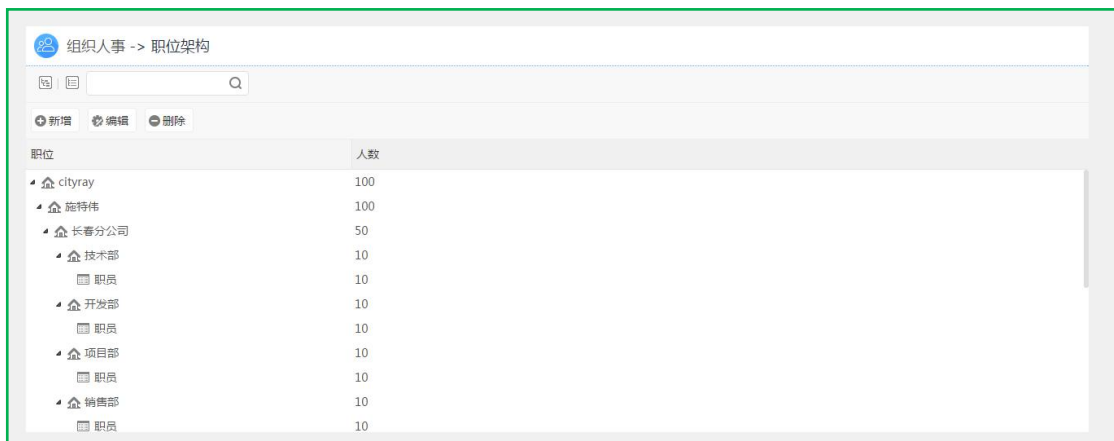 组织人事 -> 职位架构
新增 编辑 删除
职位 人数
cityray 100
施特伟 100
长春分公司 50
技术部 10
职员 10
开发部 10
职员 10
项目部 10
职员 10
销售部 10
职员 10